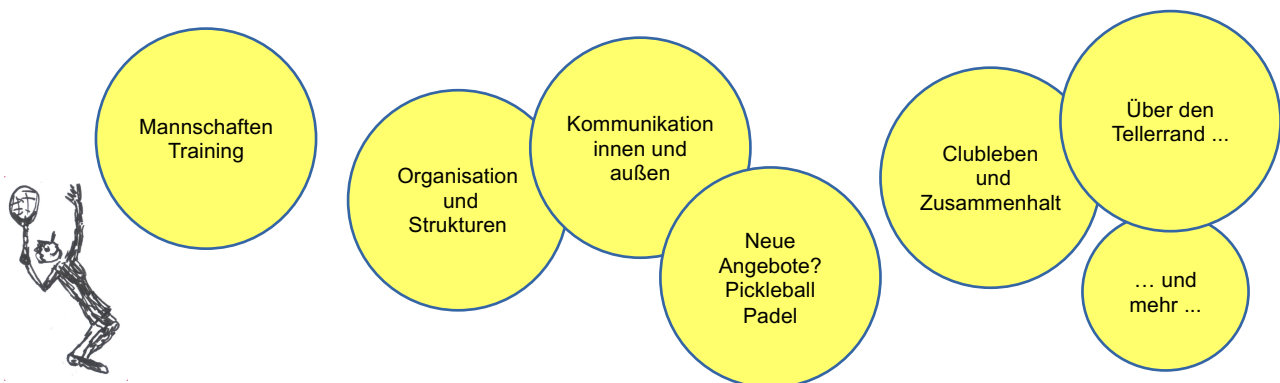 Mannschaften
Training
Organisation
und
Strukturen
Kommunikation
innen und
außen
Neue
Angebote?
Pickleball
Padel
Clubleben
und
Zusammenhalt
Über den
Tellerrand ...
… und
mehr ...